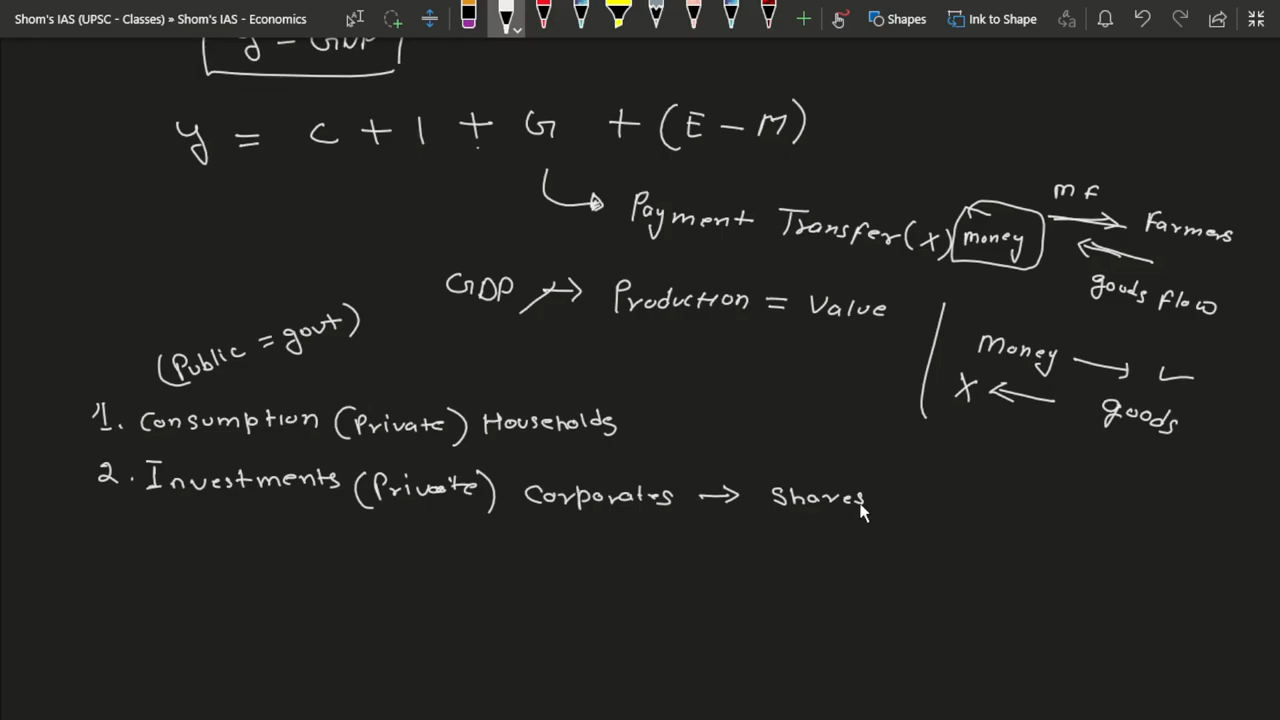 Shom's IAS (UPSC - Classes) » Shom's IAS - Economics
Shapes
Ink to Shape
y = C + I + G + (E - M)
MF
Payment Transfer (X) money
Farmers
goods flow
GDP → Production = Value
Money →
X ← goods
(Public = govt)
1. Consumption (Private) Households
2. Investments (Private) Corporates → Shares